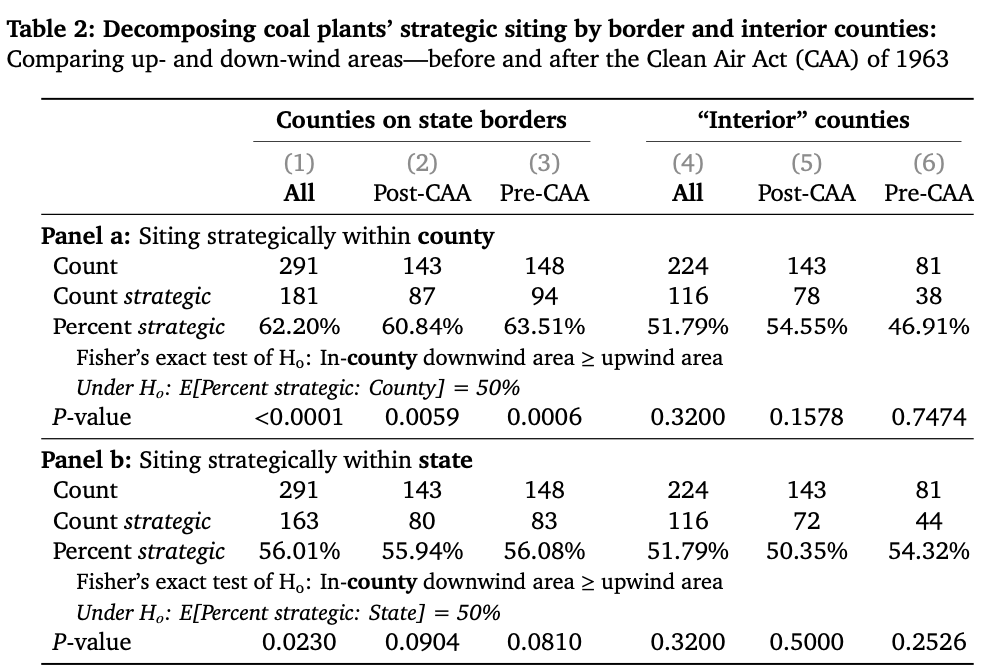 Table 2: Decomposing coal plants’ strategic siting by border and interior counties:
Comparing up- and down-wind areas—before and after the Clean Air Act (CAA) of 1963
Counties on state borders “Interior” counties
(1) (2) (3) (4) (5) (6)
All Post-CAA Pre-CAA All Post-CAA Pre-CAA
Panel a: Siting strategically within county
Count 291 143 148 224 143 81
Count strategic 181 87 94 116 78 38
Percent strategic 62.20% 60.84% 63.51% 51.79% 54.55% 46.91%
Fisher’s exact test of Hₒ: In-county downwind area ≥ upwind area
Under Hₒ: E[Percent strategic: County] = 50%
P-value <0.0001 0.0059 0.0006 0.3200 0.1578 0.7474
Panel b: Siting strategically within state
Count 291 143 148 224 143 81
Count strategic 163 80 83 116 72 44
Percent strategic 56.01% 55.94% 56.08% 51.79% 50.35% 54.32%
Fisher’s exact test of Hₒ: In-county downwind area ≥ upwind area
Under Hₒ: E[Percent strategic: State] = 50%
P-value 0.0230 0.0904 0.0810 0.3200 0.5000 0.2526